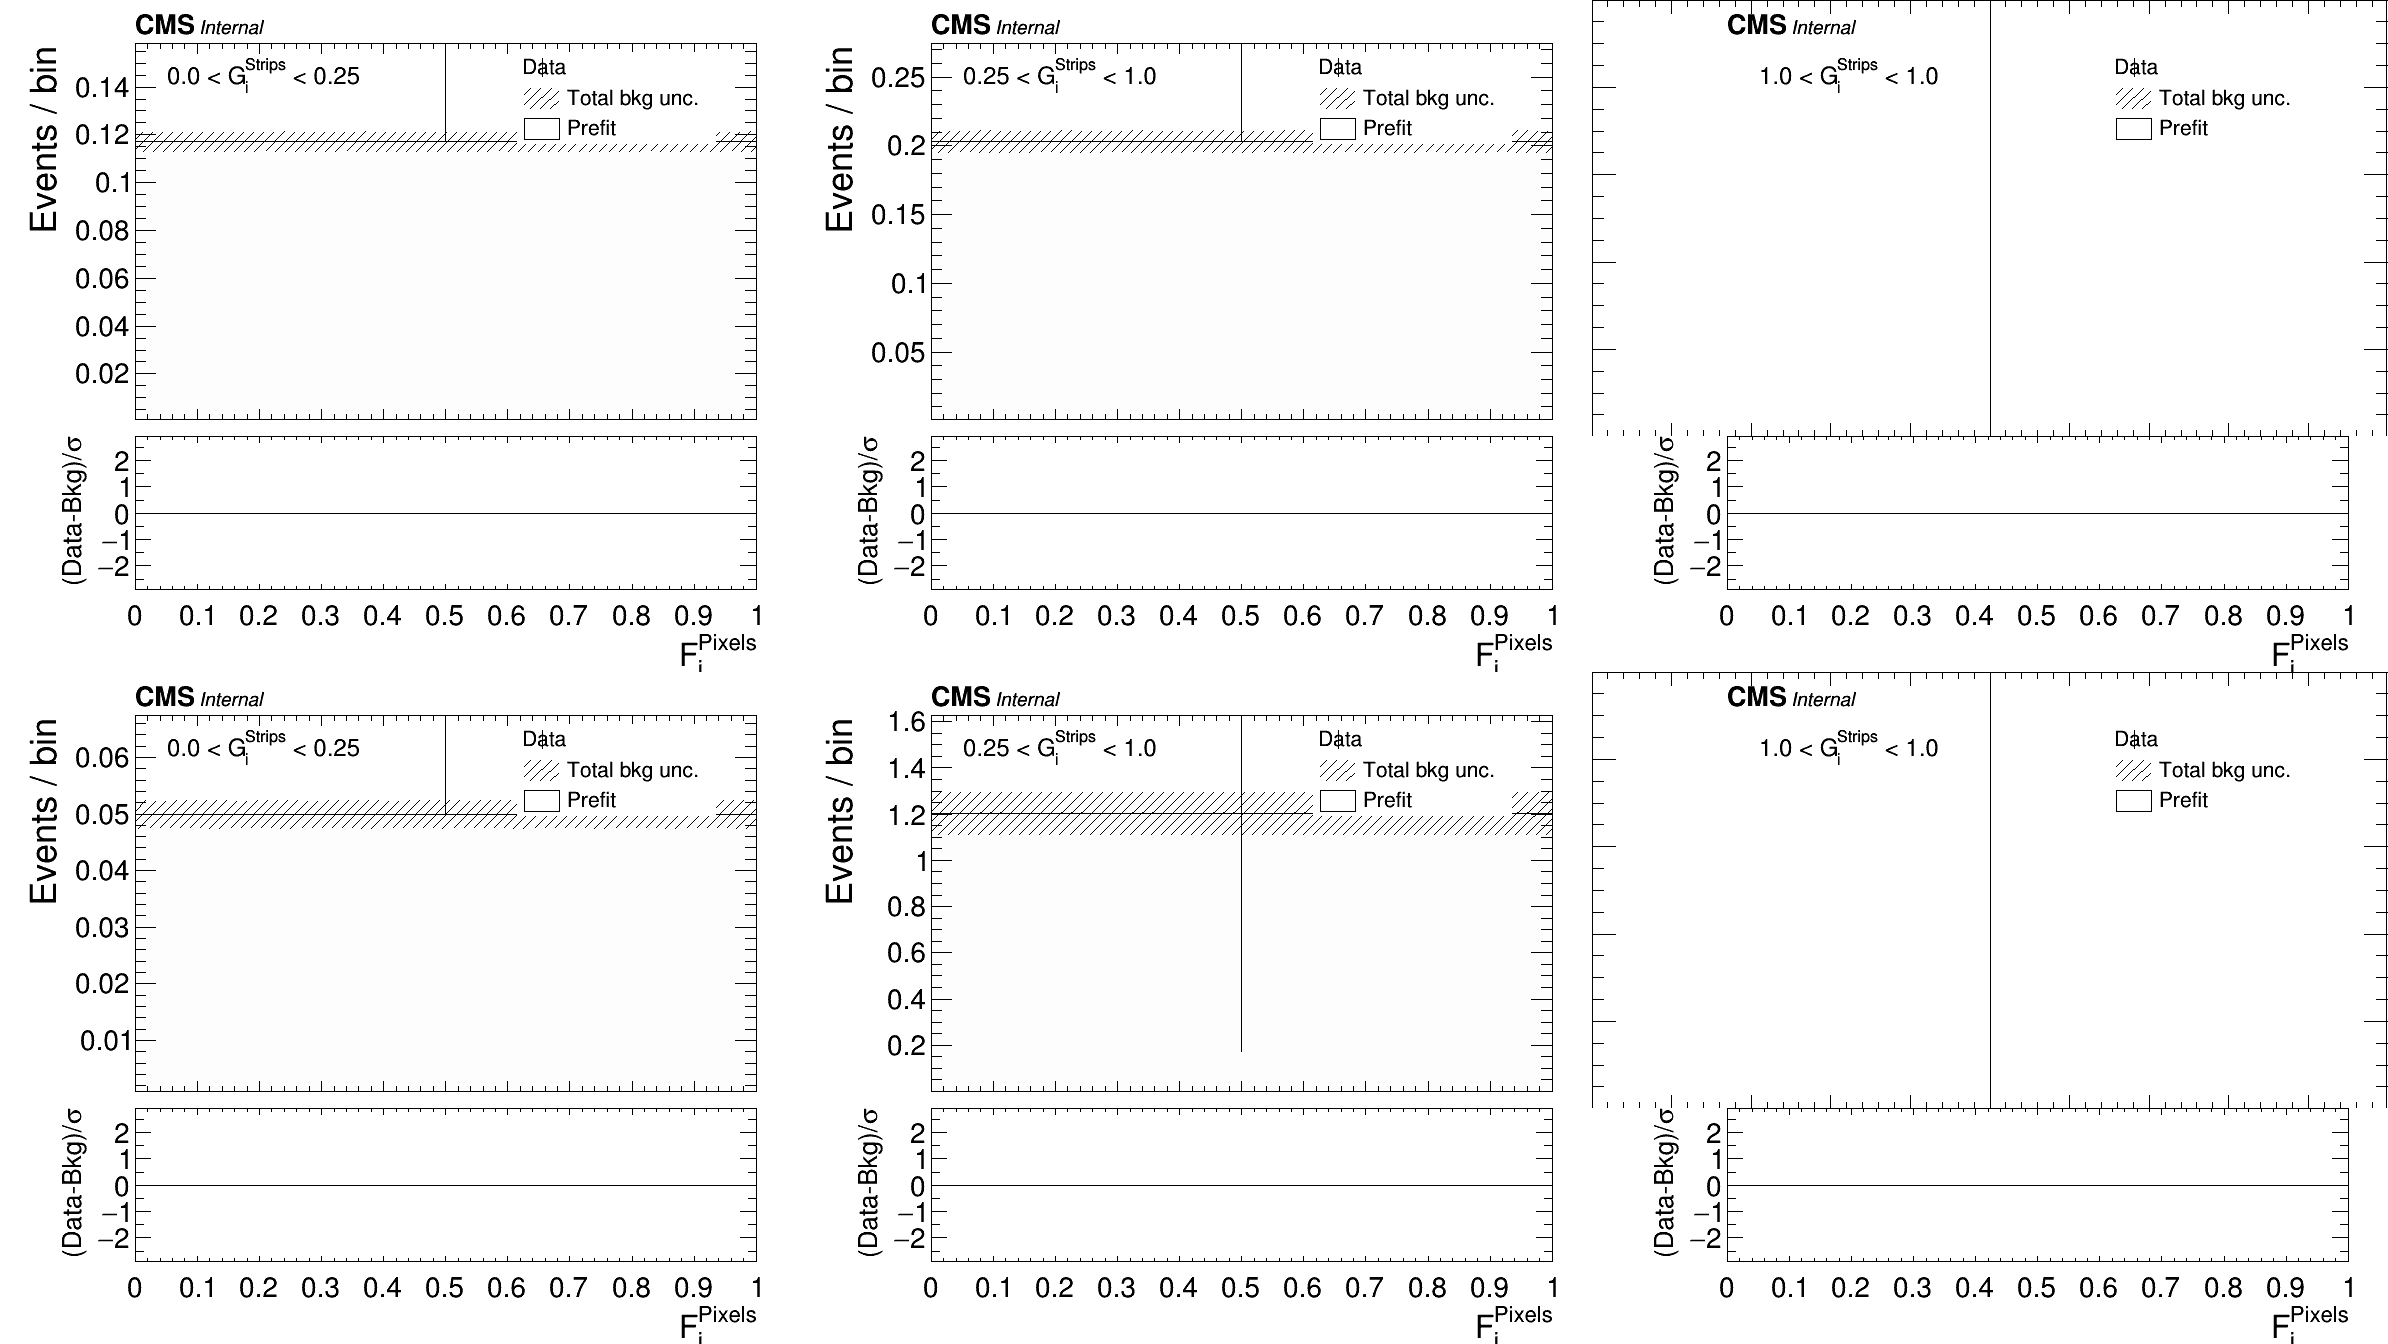 CMS Internal
0.0 < G_i^Strips < 0.25
Data
Total bkg unc.
Prefit
Events / bin
0.14
0.12
0.1
0.08
0.06
0.04
0.02
(Data-Bkg)/σ
2
1
0
−1
−2
0 0.1 0.2 0.3 0.4 0.5 0.6 0.7 0.8 0.9 1
F_i^Pixels
CMS Internal
0.25 < G_i^Strips < 1.0
Data
Total bkg unc.
Prefit
Events / bin
0.25
0.2
0.15
0.1
0.05
(Data-Bkg)/σ
2
1
0
−1
−2
0 0.1 0.2 0.3 0.4 0.5 0.6 0.7 0.8 0.9 1
F_i^Pixels
CMS Internal
1.0 < G_i^Strips < 1.0
Data
Total bkg unc.
Prefit
(Data-Bkg)/σ
2
1
0
−1
−2
0 0.1 0.2 0.3 0.4 0.5 0.6 0.7 0.8 0.9 1
F_i^Pixels
CMS Internal
0.0 < G_i^Strips < 0.25
Data
Total bkg unc.
Prefit
Events / bin
0.06
0.05
0.04
0.03
0.02
0.01
(Data-Bkg)/σ
2
1
0
−1
−2
0 0.1 0.2 0.3 0.4 0.5 0.6 0.7 0.8 0.9 1
F_i^Pixels
CMS Internal
0.25 < G_i^Strips < 1.0
Data
Total bkg unc.
Prefit
Events / bin
1.6
1.4
1.2
1
0.8
0.6
0.4
0.2
(Data-Bkg)/σ
2
1
0
−1
−2
0 0.1 0.2 0.3 0.4 0.5 0.6 0.7 0.8 0.9 1
F_i^Pixels
CMS Internal
1.0 < G_i^Strips < 1.0
Data
Total bkg unc.
Prefit
(Data-Bkg)/σ
2
1
0
−1
−2
0 0.1 0.2 0.3 0.4 0.5 0.6 0.7 0.8 0.9 1
F_i^Pixels